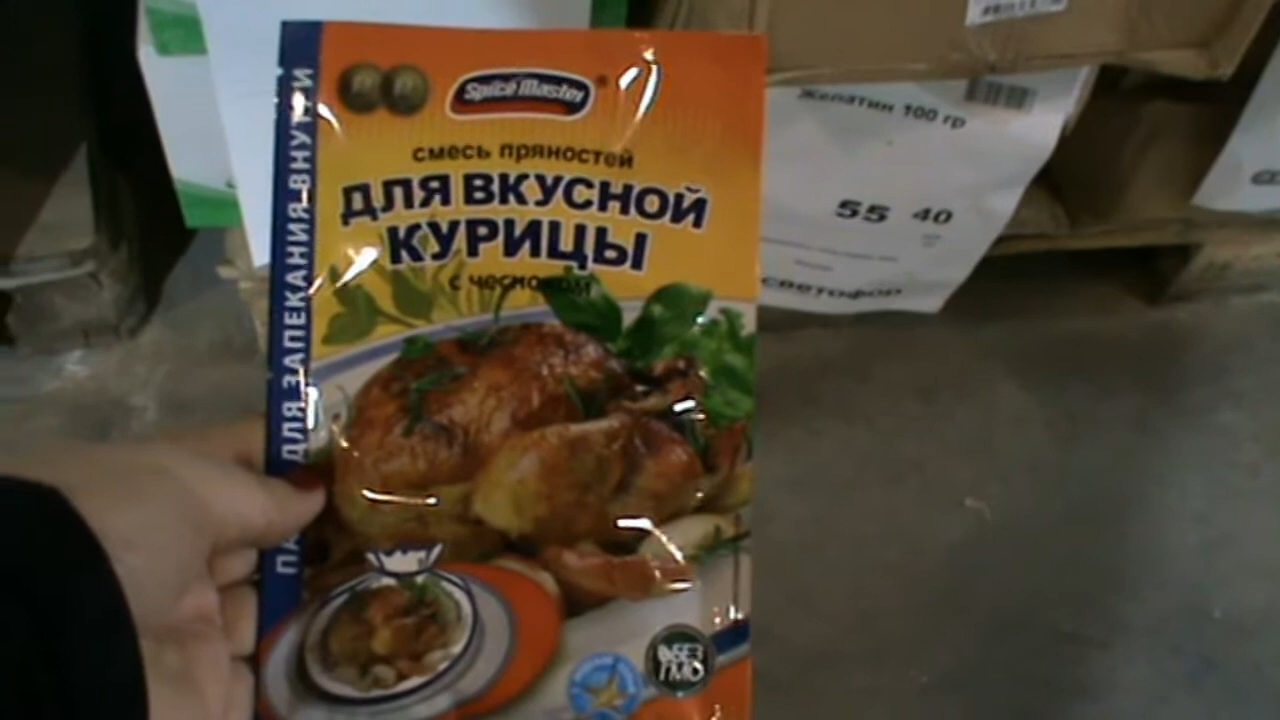 Spice Master
смесь пряностей
ДЛЯ ВКУСНОЙ
КУРИЦЫ
с чесноком
ДЛЯ ЗАПЕКАНИЯ ВНУТРИ
БЕЗ
ГМО
Желатин 100 гр
55 40
светофор